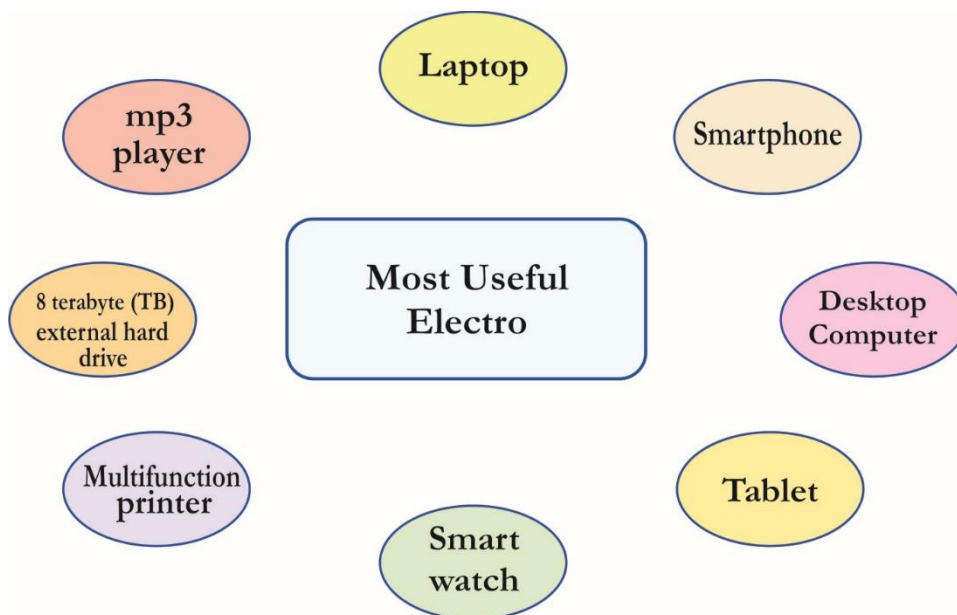 Laptop
mp3
player
Smartphone
Most Useful
Electro
8 terabyte (TB)
external hard
drive
Desktop
Computer
Multifunction
printer
Tablet
Smart
watch